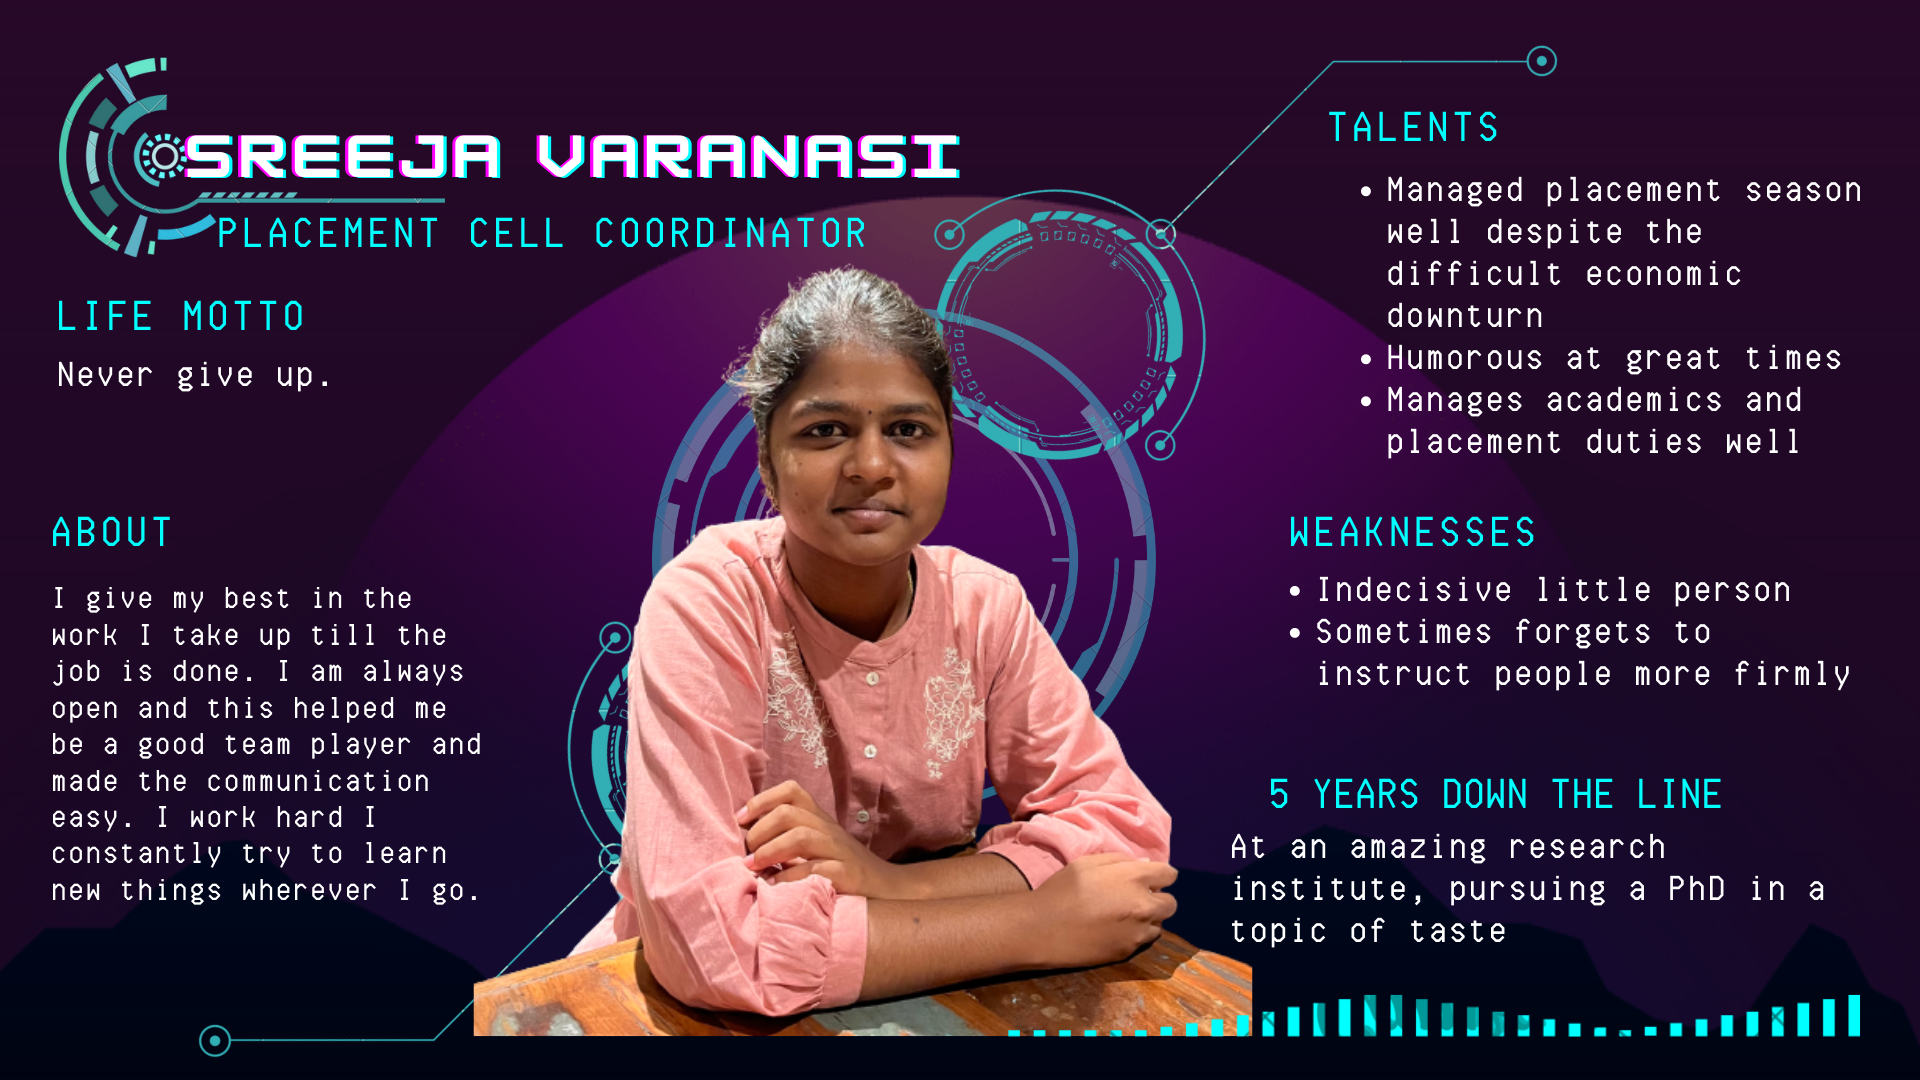 SREEJA VARANASI
PLACEMENT CELL COORDINATOR
LIFE MOTTO
Never give up.
ABOUT
I give my best in the
work I take up till the
job is done. I am always
open and this helped me
be a good team player and
made the communication
easy. I work hard I
constantly try to learn
new things wherever I go.
TALENTS
• Managed placement season
well despite the
difficult economic
downturn
• Humorous at great times
• Manages academics and
placement duties well
WEAKNESSES
• Indecisive little person
• Sometimes forgets to
instruct people more firmly
5 YEARS DOWN THE LINE
At an amazing research
institute, pursuing a PhD in a
topic of taste